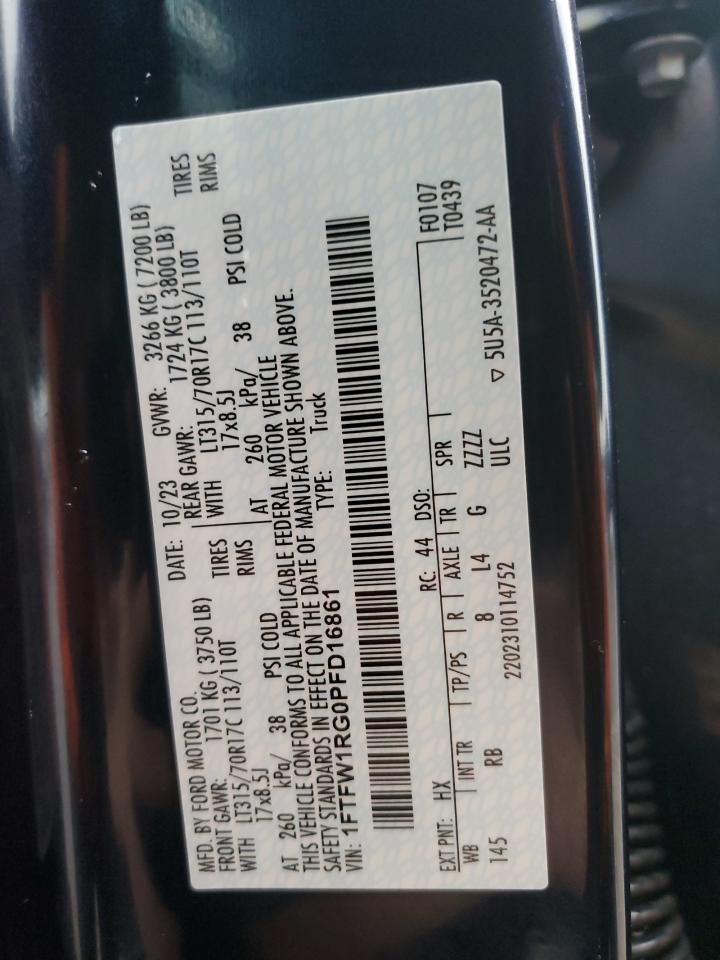 MFD. BY FORD MOTOR CO. DATE: 10/23 GVWR: 3266 KG ( 7200 LB)
FRONT GAWR: 1701 KG ( 3750 LB) REAR GAWR: 1724 KG ( 3800 LB)
WITH LT315/70R17C 113/110T TIRES WITH LT315/70R17C 113/110T TIRES
17x8.5J RIMS 17x8.5J RIMS
AT 260 kPa/ 38 PSI COLD AT 260 kPa/ 38 PSI COLD
THIS VEHICLE CONFORMS TO ALL APPLICABLE FEDERAL MOTOR VEHICLE
SAFETY STANDARDS IN EFFECT ON THE DATE OF MANUFACTURE SHOWN ABOVE.
VIN: 1FTFW1RG0PFD16861 TYPE: Truck
EXT PNT: HX RC: 44 DSO: F0107
WB INT TR TP/PS R AXLE TR SPR T0439
145 RB 8 L4 G ZZZZ
2202310114752 ULC ▽ 5U5A-3520472-AA